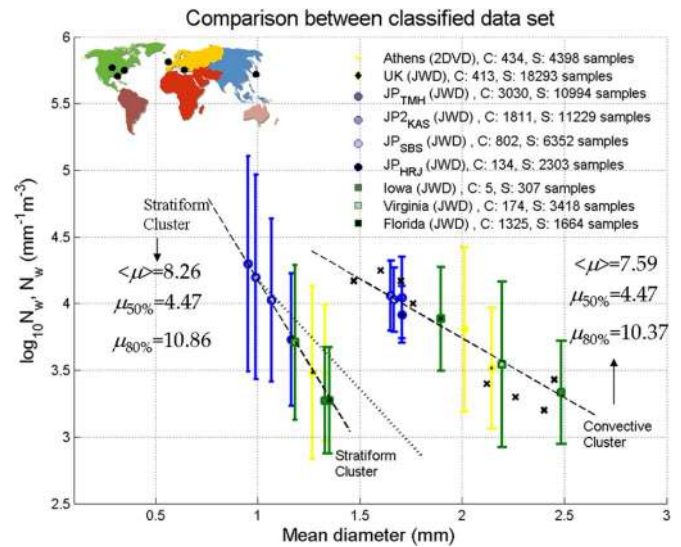 Comparison between classified data set
log₁₀N_w, N_w (mm⁻¹m⁻³)
6
5.5
5
4.5
4
3.5
3
2.5
Athens (2DVD), C: 434, S: 4398 samples
UK (JWD), C: 413, S: 18293 samples
JP_TMH (JWD), C: 3030, S: 10994 samples
JP2_KAS (JWD) , C: 1811, S: 11229 samples
JP_SBS (JWD) , C: 802, S: 6352 samples
JP_HRJ (JWD), C: 134, S: 2303 samples
Iowa (JWD) , C: 5, S: 307 samples
Virginia (JWD), C: 174, S: 3418 samples
Florida (JWD), C: 1325, S: 1664 samples
Stratiform
Cluster
<μ>=8.26
μ50%=4.47
μ80%=10.86
<μ>=7.59
μ50%=4.47
μ80%=10.37
Stratiform
Cluster
Convective
Cluster
0.5 1 1.5 2 2.5 3
Mean diameter (mm)